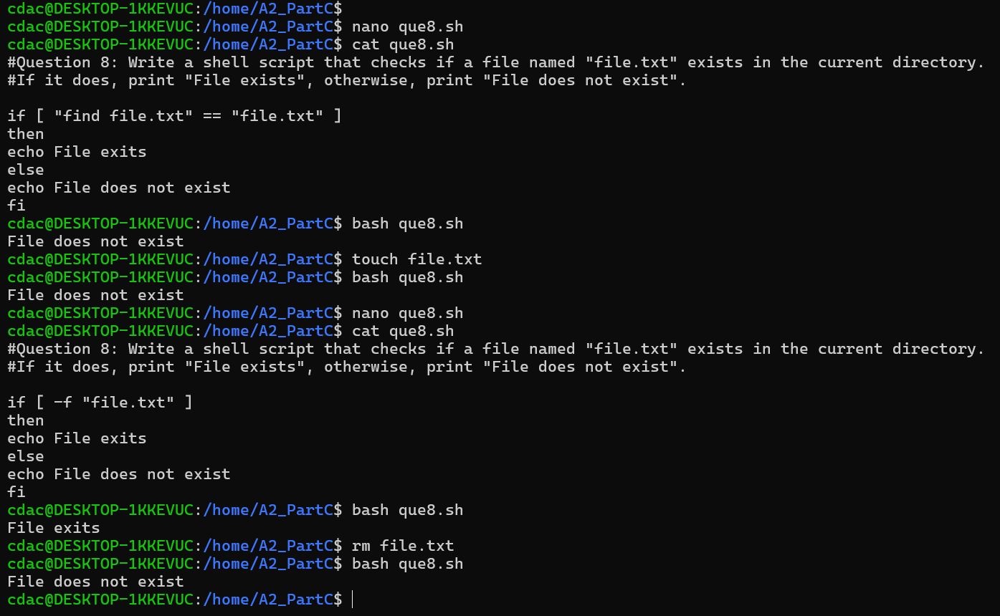 cdac@DESKTOP-1KKEVUC:/home/A2_PartC$
cdac@DESKTOP-1KKEVUC:/home/A2_PartC$ nano que8.sh
cdac@DESKTOP-1KKEVUC:/home/A2_PartC$ cat que8.sh
#Question 8: Write a shell script that checks if a file named "file.txt" exists in the current directory.
#If it does, print "File exists", otherwise, print "File does not exist".

if [ "find file.txt" == "file.txt" ]
then
echo File exits
else
echo File does not exist
fi
cdac@DESKTOP-1KKEVUC:/home/A2_PartC$ bash que8.sh
File does not exist
cdac@DESKTOP-1KKEVUC:/home/A2_PartC$ touch file.txt
cdac@DESKTOP-1KKEVUC:/home/A2_PartC$ bash que8.sh
File does not exist
cdac@DESKTOP-1KKEVUC:/home/A2_PartC$ nano que8.sh
cdac@DESKTOP-1KKEVUC:/home/A2_PartC$ cat que8.sh
#Question 8: Write a shell script that checks if a file named "file.txt" exists in the current directory.
#If it does, print "File exists", otherwise, print "File does not exist".

if [ -f "file.txt" ]
then
echo File exits
else
echo File does not exist
fi
cdac@DESKTOP-1KKEVUC:/home/A2_PartC$ bash que8.sh
File exits
cdac@DESKTOP-1KKEVUC:/home/A2_PartC$ rm file.txt
cdac@DESKTOP-1KKEVUC:/home/A2_PartC$ bash que8.sh
File does not exist
cdac@DESKTOP-1KKEVUC:/home/A2_PartC$